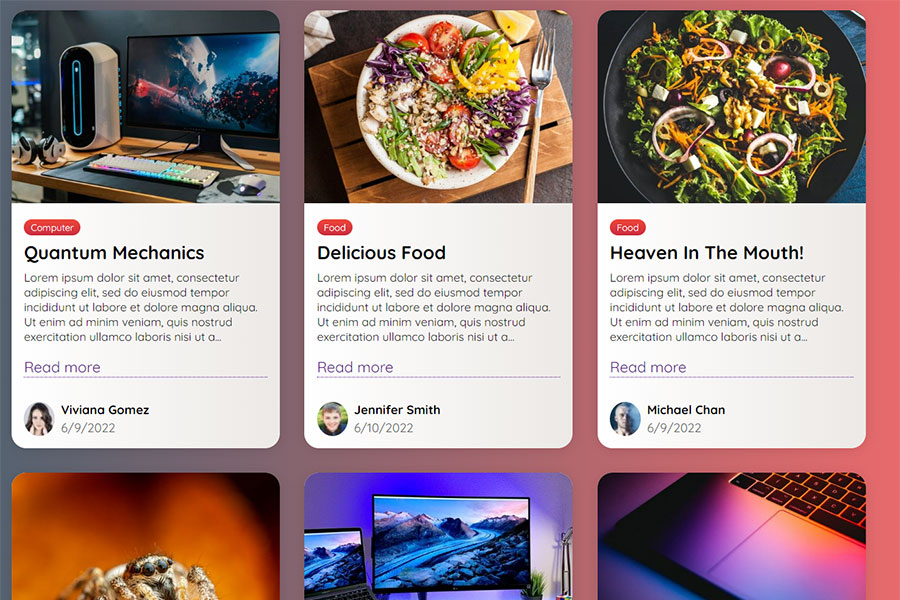 Computer
Quantum Mechanics
Lorem ipsum dolor sit amet, consectetur
adipiscing elit, sed do eiusmod tempor
incididunt ut labore et dolore magna aliqua.
Ut enim ad minim veniam, quis nostrud
exercitation ullamco laboris nisi ut a...
Read more
Viviana Gomez
6/9/2022
Food
Delicious Food
Lorem ipsum dolor sit amet, consectetur
adipiscing elit, sed do eiusmod tempor
incididunt ut labore et dolore magna aliqua.
Ut enim ad minim veniam, quis nostrud
exercitation ullamco laboris nisi ut a...
Read more
Jennifer Smith
6/10/2022
Food
Heaven In The Mouth!
Lorem ipsum dolor sit amet, consectetur
adipiscing elit, sed do eiusmod tempor
incididunt ut labore et dolore magna aliqua.
Ut enim ad minim veniam, quis nostrud
exercitation ullamco laboris nisi ut a...
Read more
Michael Chan
6/9/2022